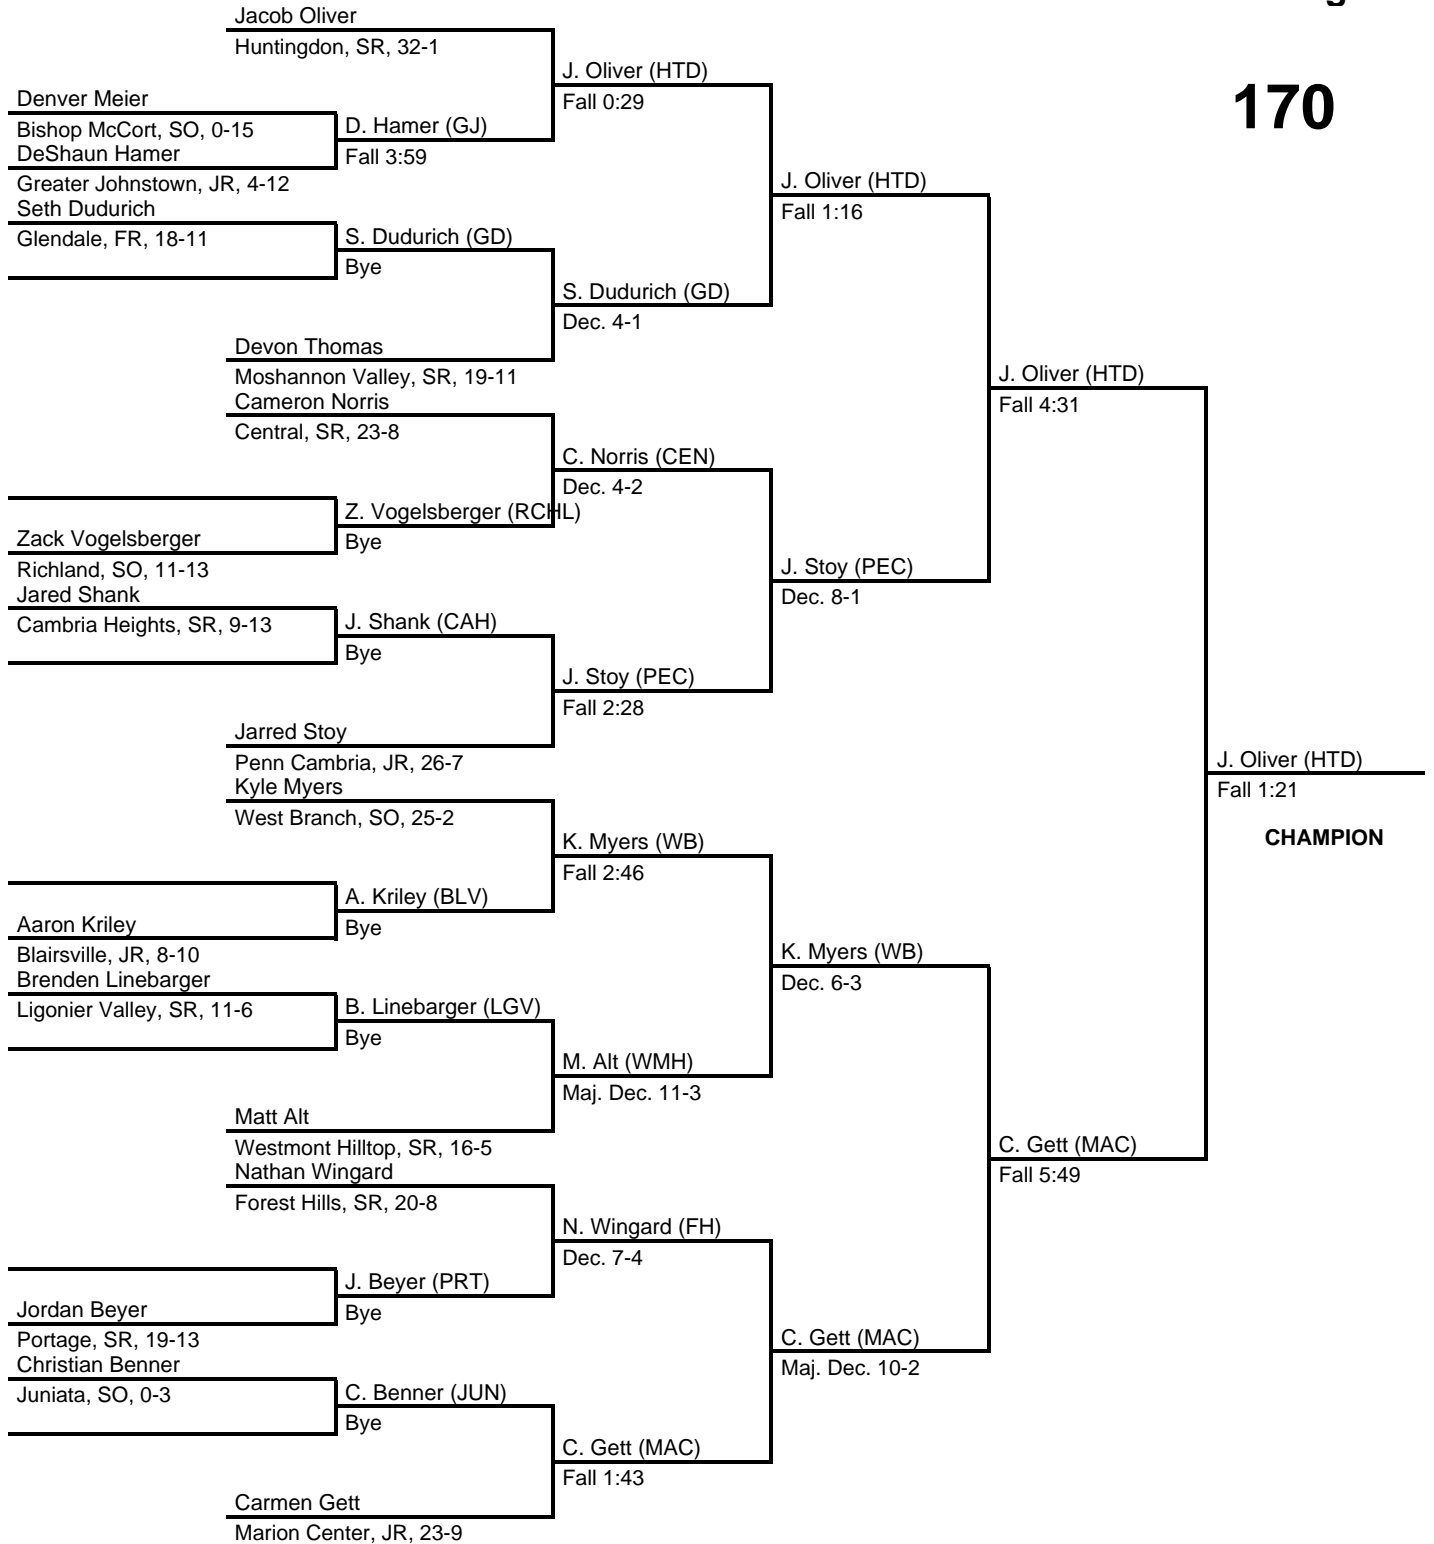 Jacob Oliver
Huntingdon, SR, 32-1
J. Oliver (HTD)
Fall 0:29
170
Denver Meier
Bishop McCort, SO, 0-15
D. Hamer (GJ)
Fall 3:59
DeShaun Hamer
Greater Johnstown, JR, 4-12
J. Oliver (HTD)
Fall 1:16
Seth Dudurich
Glendale, FR, 18-11
S. Dudurich (GD)
Bye
S. Dudurich (GD)
Dec. 4-1
Devon Thomas
Moshannon Valley, SR, 19-11
J. Oliver (HTD)
Fall 4:31
Cameron Norris
Central, SR, 23-8
C. Norris (CEN)
Dec. 4-2
Z. Vogelsberger (RCHL)
Bye
Zack Vogelsberger
Richland, SO, 11-13
J. Stoy (PEC)
Dec. 8-1
Jared Shank
Cambria Heights, SR, 9-13
J. Shank (CAH)
Bye
J. Stoy (PEC)
Fall 2:28
Jarred Stoy
Penn Cambria, JR, 26-7
J. Oliver (HTD)
Fall 1:21
CHAMPION
Kyle Myers
West Branch, SO, 25-2
K. Myers (WB)
Fall 2:46
A. Kriley (BLV)
Bye
Aaron Kriley
Blairsville, JR, 8-10
K. Myers (WB)
Dec. 6-3
Brenden Linebarger
Ligonier Valley, SR, 11-6
B. Linebarger (LGV)
Bye
M. Alt (WMH)
Maj. Dec. 11-3
Matt Alt
Westmont Hilltop, SR, 16-5
C. Gett (MAC)
Fall 5:49
Nathan Wingard
Forest Hills, SR, 20-8
N. Wingard (FH)
Dec. 7-4
J. Beyer (PRT)
Bye
Jordan Beyer
Portage, SR, 19-13
C. Gett (MAC)
Maj. Dec. 10-2
Christian Benner
Juniata, SO, 0-3
C. Benner (JUN)
Bye
C. Gett (MAC)
Fall 1:43
Carmen Gett
Marion Center, JR, 23-9